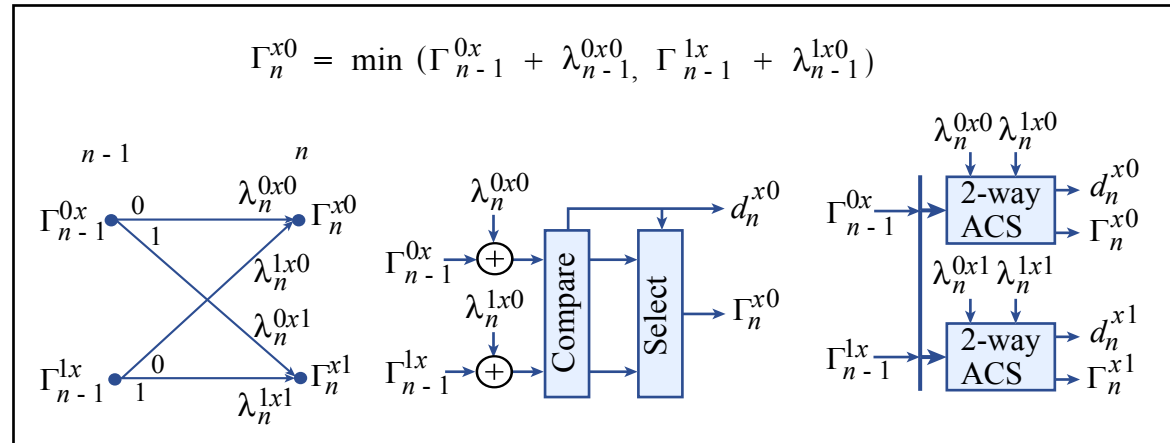 Γ_n^{x0} = min (Γ_{n-1}^{0x} + λ_{n-1}^{0x0}, Γ_{n-1}^{1x} + λ_{n-1}^{1x0})
n - 1
n
Γ_{n-1}^{0x}
0
1
λ_n^{0x0}
Γ_n^{x0}
λ_n^{1x0}
λ_n^{0x1}
Γ_{n-1}^{1x}
0
1
λ_n^{1x1}
Γ_n^{x1}
λ_n^{0x0}
Γ_{n-1}^{0x}
+
λ_n^{1x0}
Γ_{n-1}^{1x}
+
Compare
Select
d_n^{x0}
Γ_n^{x0}
λ_n^{0x0} λ_n^{1x0}
Γ_{n-1}^{0x}
2-way
ACS
d_n^{x0}
Γ_n^{x0}
λ_n^{0x1} λ_n^{1x1}
Γ_{n-1}^{1x}
2-way
ACS
d_n^{x1}
Γ_n^{x1}